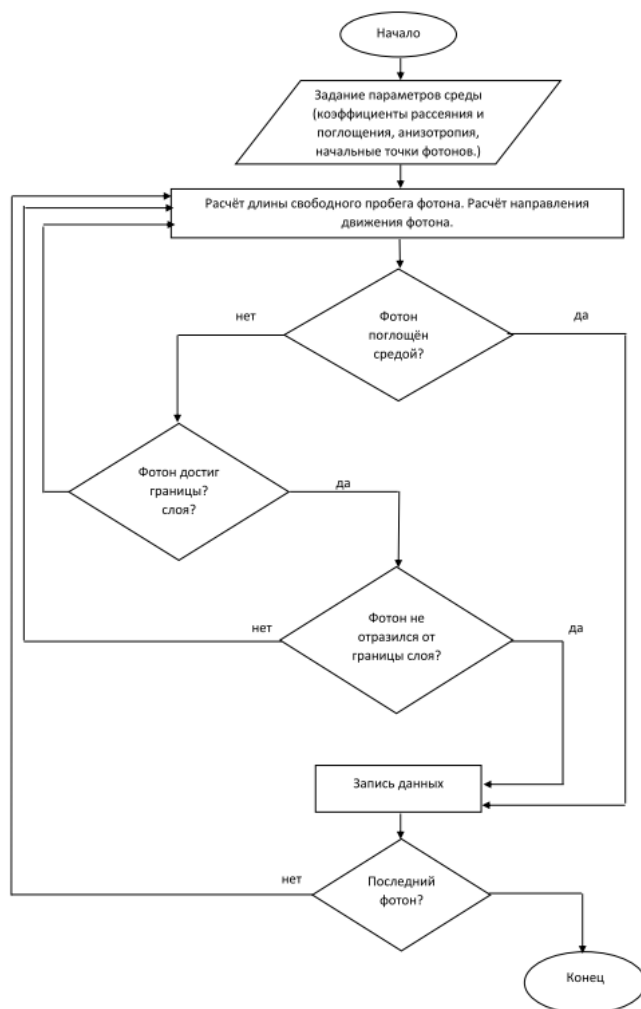 Начало
Задание параметров среды
(коэффициенты рассеяния и
поглощения, анизотропия,
начальные точки фотонов.)
Расчёт длины свободного пробега фотона. Расчёт направления
движения фотона.
нет
Фотон
поглощён
средой?
да
Фотон достиг
границы?
слоя?
да
нет
Фотон не
отразился от
границы слоя?
да
Запись данных
нет
Последний
фотон?
Конец